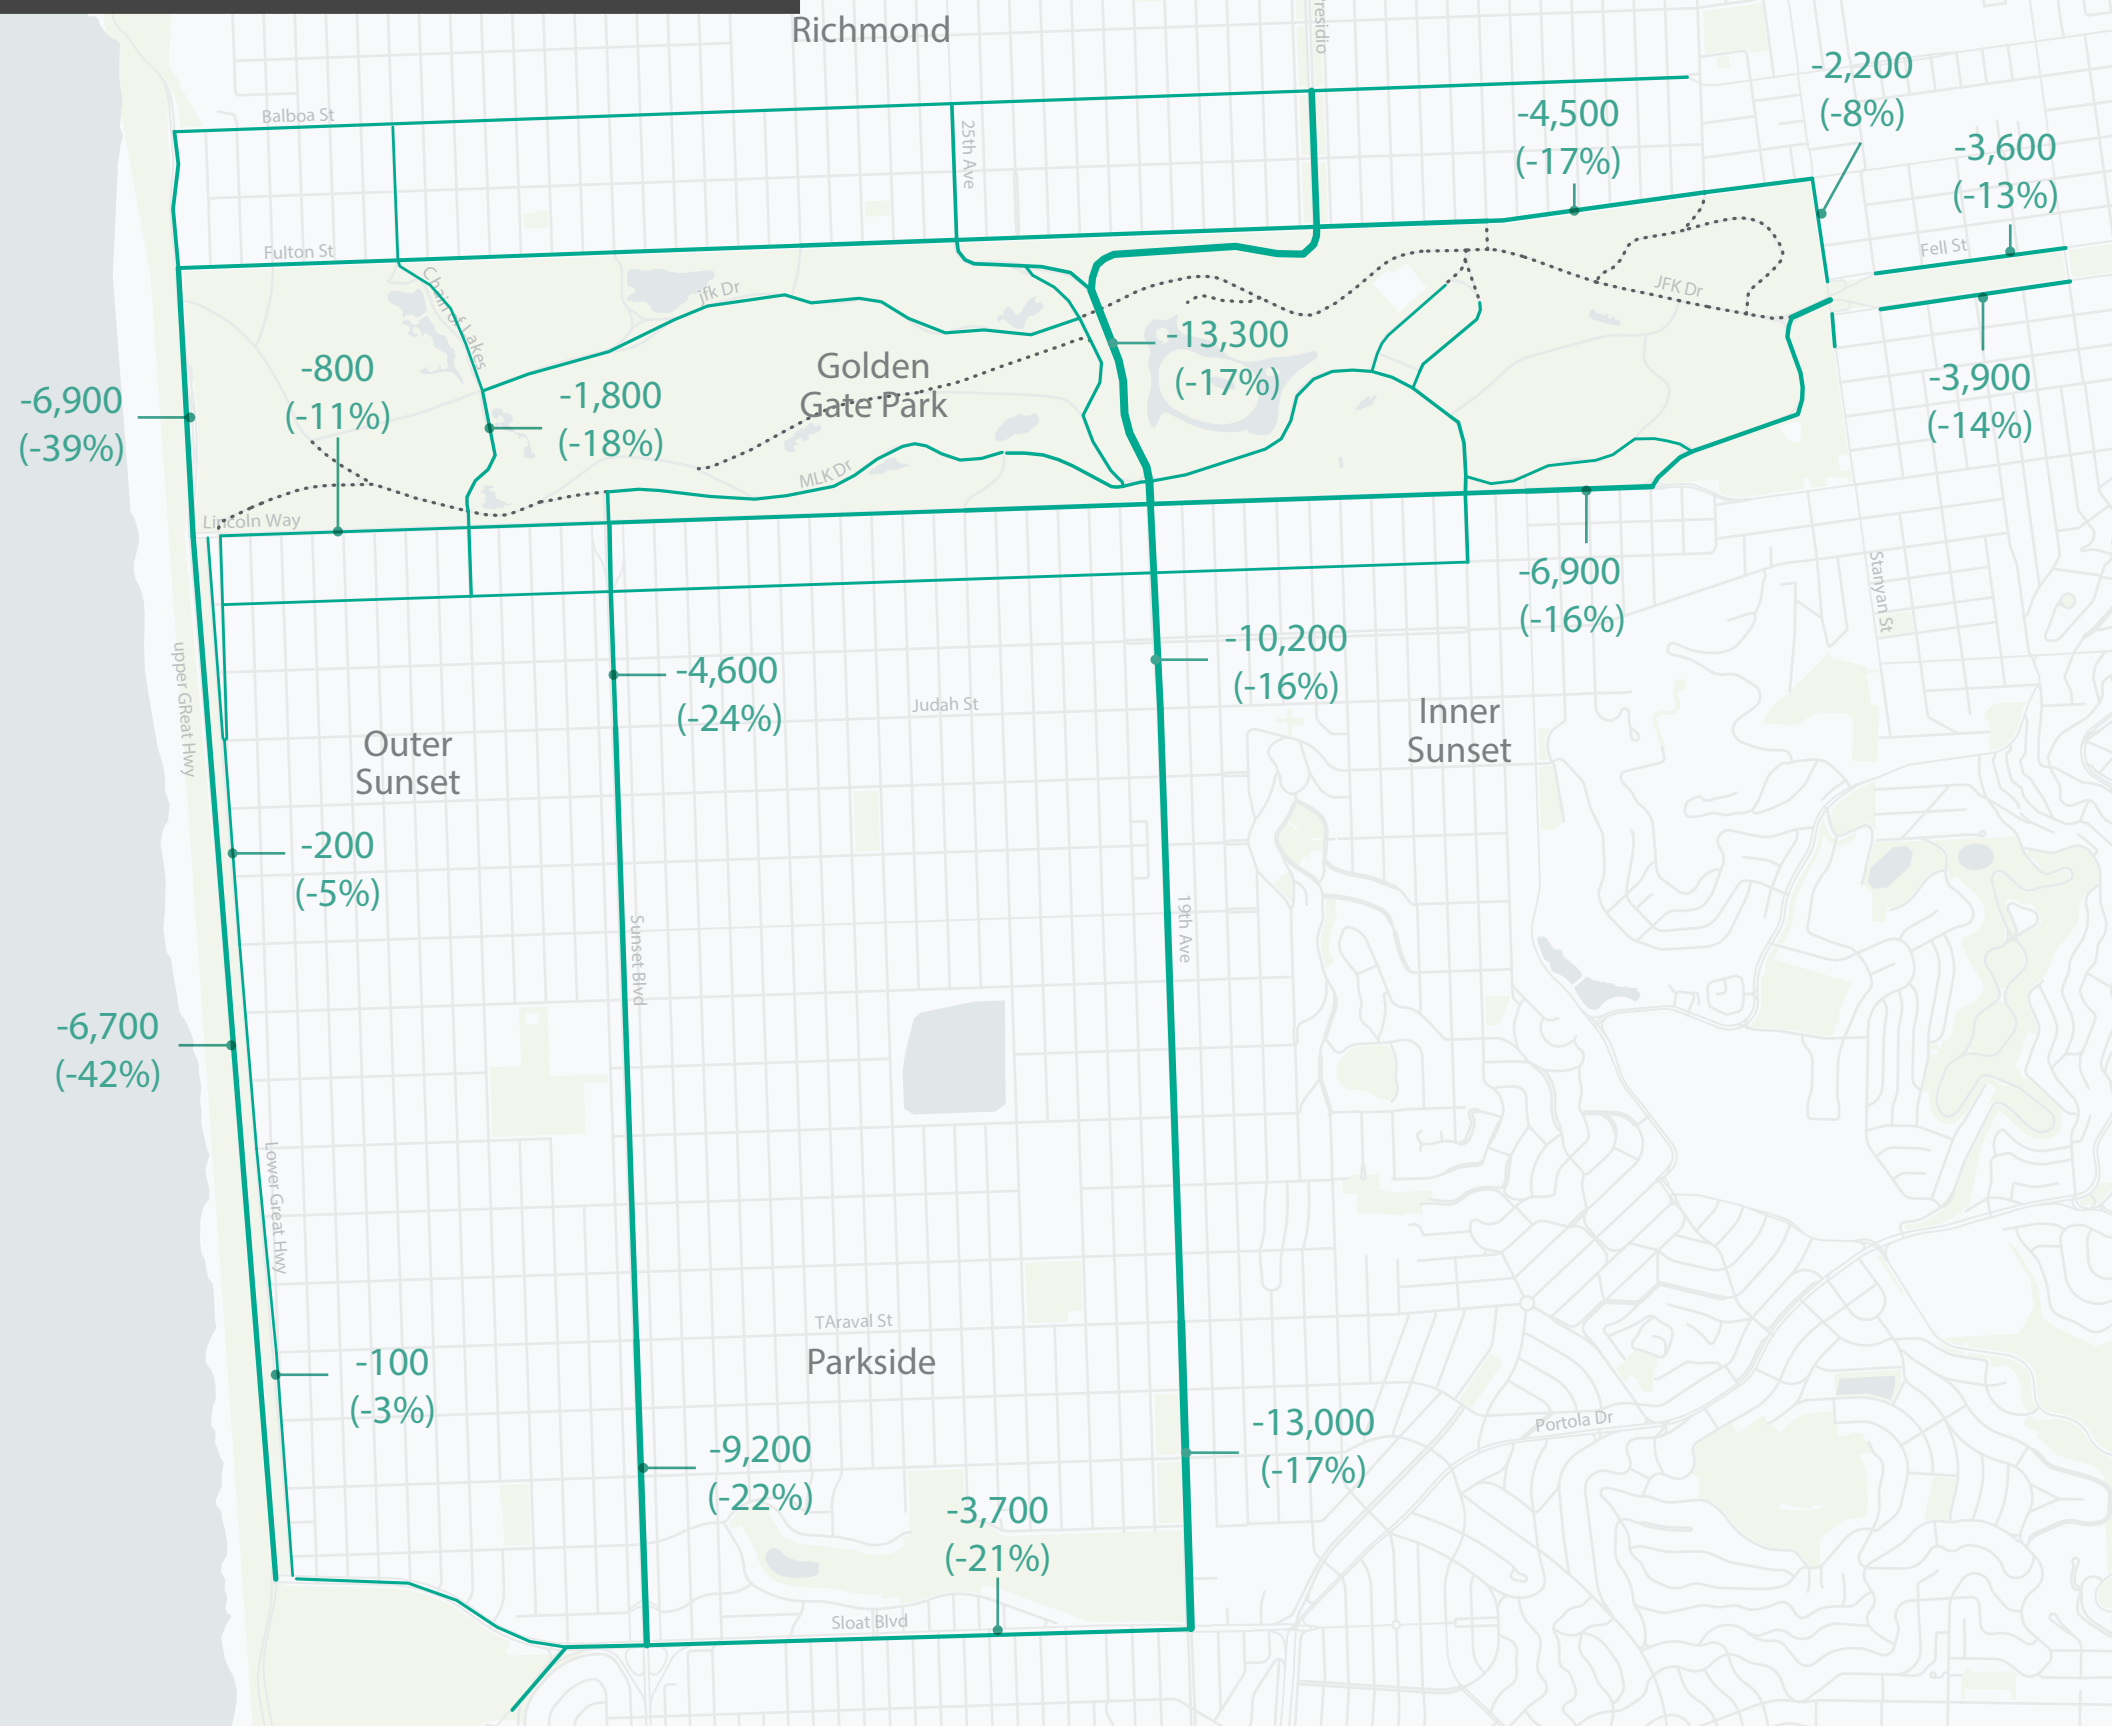 Richmond
residio
-2,200
(-8%)
-4,500
(-17%)
-3,600
(-13%)
Balboa St
25th Ave
Fulton St
Fell St
Chain of Lakes
jfk Dr
JFK Dr
-13,300
(-17%)
Golden
Gate Park
-800
(-11%)
-1,800
(-18%)
-6,900
(-39%)
-3,900
(-14%)
MLK Dr
Lincoln Way
-6,900
(-16%)
Stanyan St
upper GReat Hwy
-10,200
(-16%)
-4,600
(-24%)
Judah St
Inner
Sunset
Outer
Sunset
-200
(-5%)
Sunset Blvd
19th Ave
-6,700
(-42%)
Lower Great Hwy
TAraval St
Parkside
-100
(-3%)
-13,000
(-17%)
Portola Dr
-9,200
(-22%)
-3,700
(-21%)
Sloat Blvd